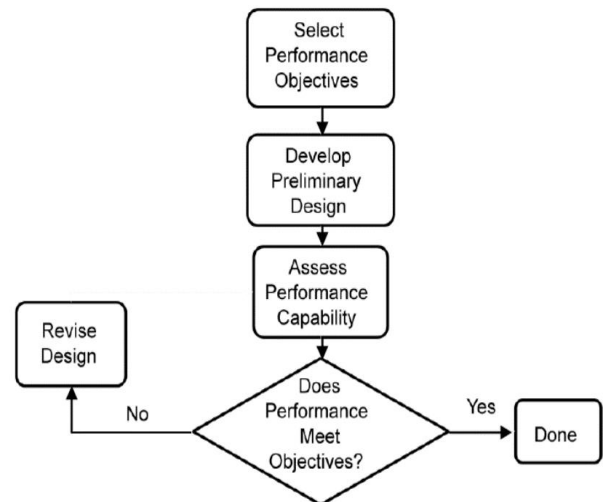 Select
Performance
Objectives
Develop
Preliminary
Design
Assess
Performance
Capability
Revise
Design
Does
Performance
Meet
Objectives?
No
Yes
Done